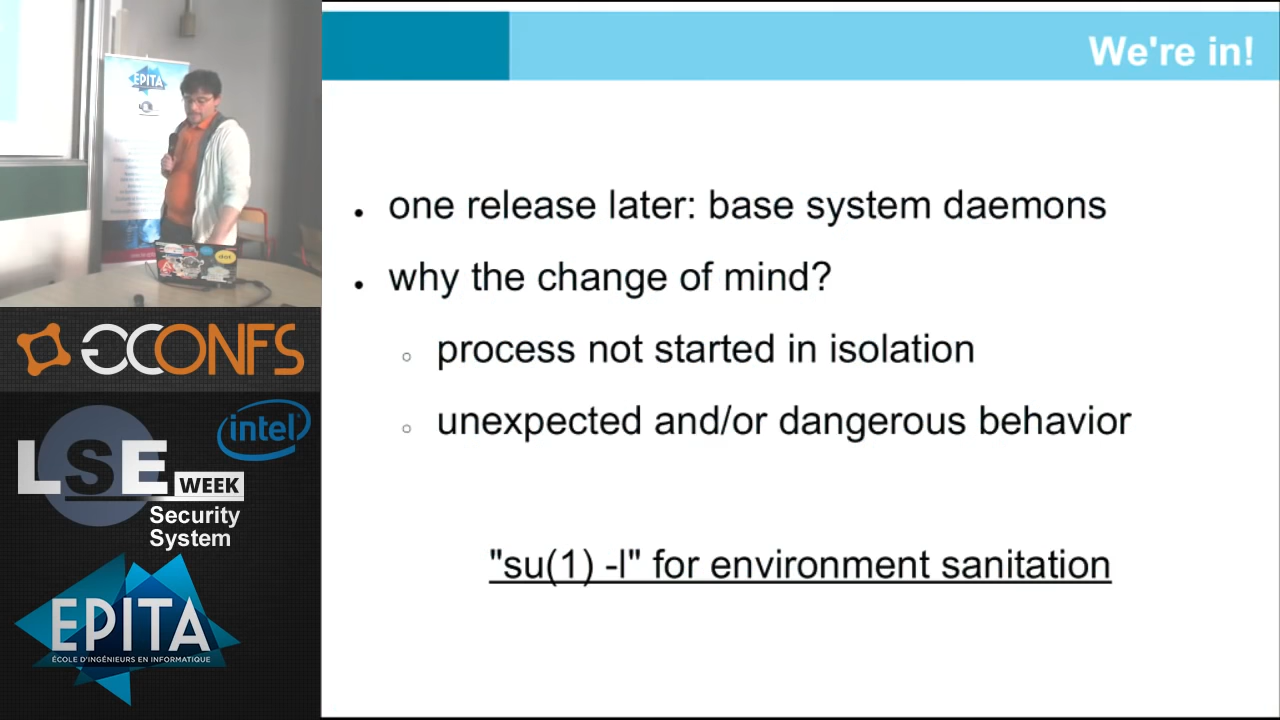 We're in!
one release later: base system daemons
why the change of mind?
process not started in isolation
unexpected and/or dangerous behavior
"su(1) -l" for environment sanitation
EPITA
CONFS
intel
LSE
WEEK
Security
System
EPITA
ÉCOLE D'INGÉNIEURS EN INFORMATIQUE